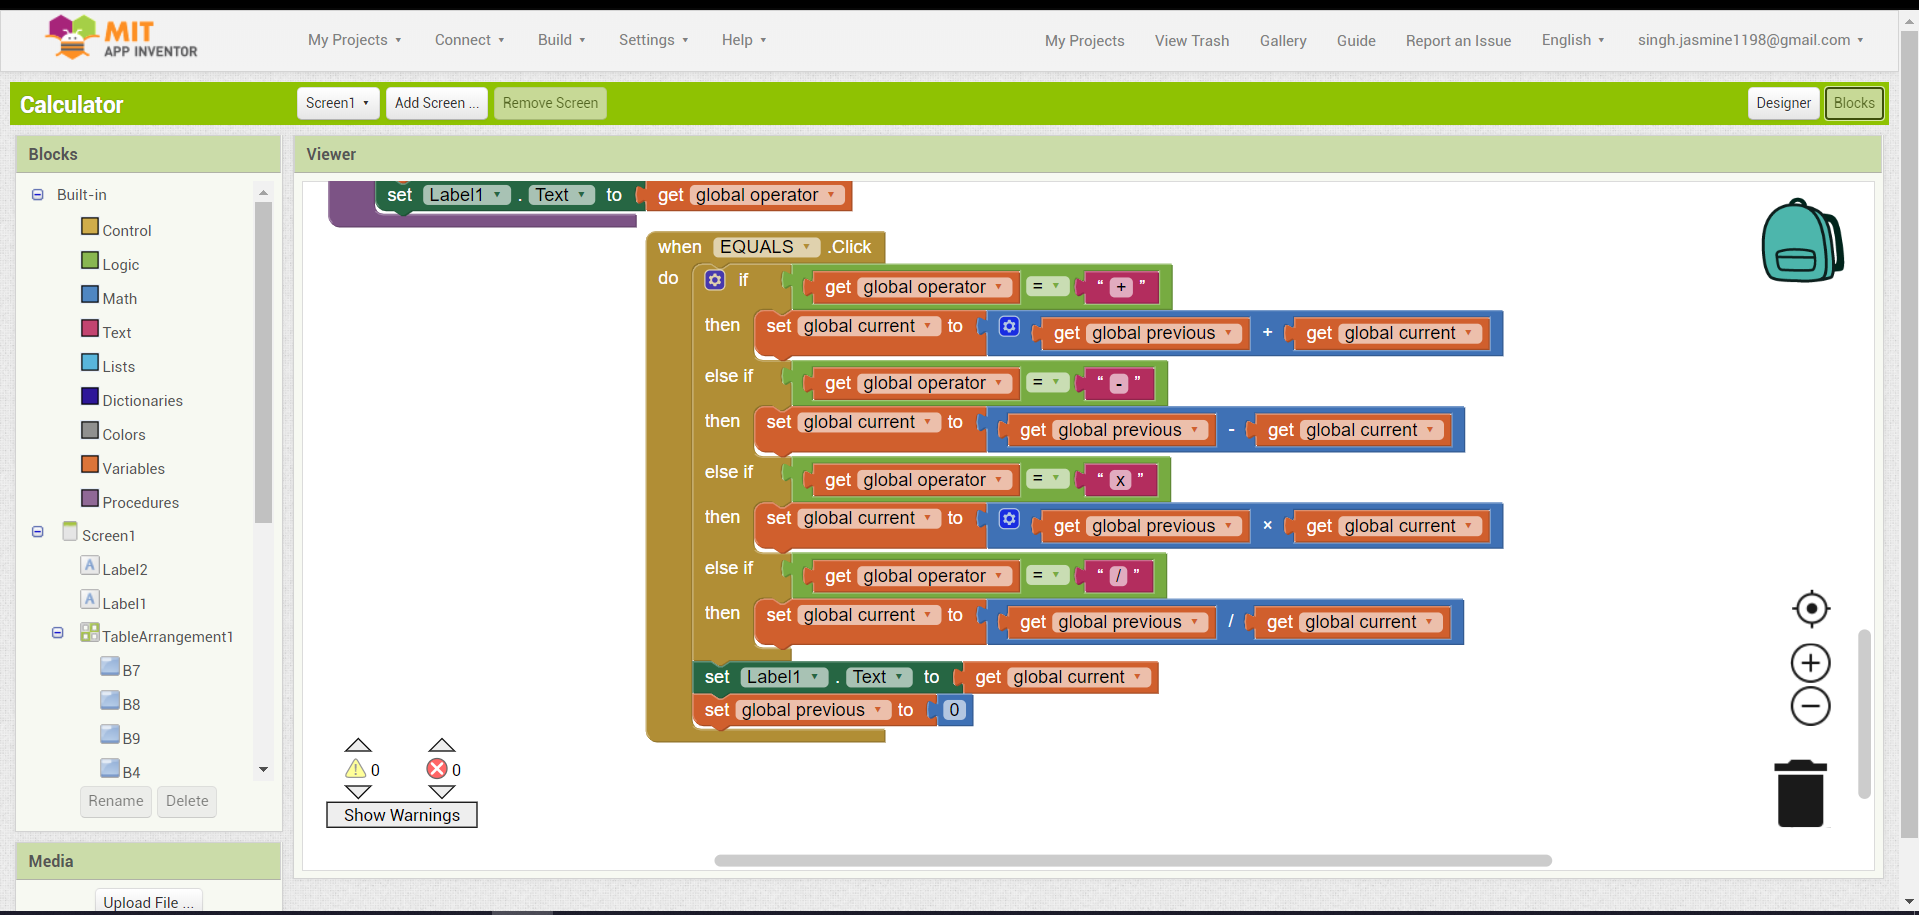 MIT
APP INVENTOR
My Projects Connect Build Settings Help My Projects View Trash Gallery Guide Report an Issue English singh.jasmine1198@gmail.com
Calculator Screen1 Add Screen ... Remove Screen Designer Blocks
Blocks
Built-in
Control
Logic
Math
Text
Lists
Dictionaries
Colors
Variables
Procedures
Screen1
A Label2
A Label1
TableArrangement1
B7
B8
B9
B4
Rename Delete
Media
Upload File ...
Viewer
set Label1 . Text to get global operator
when EQUALS .Click
do if get global operator = “ + ”
then set global current to get global previous + get global current
else if get global operator = “ - ”
then set global current to get global previous - get global current
else if get global operator = “ x ”
then set global current to get global previous × get global current
else if get global operator = “ / ”
then set global current to get global previous / get global current
set Label1 . Text to get global current
set global previous to 0
0 0
Show Warnings